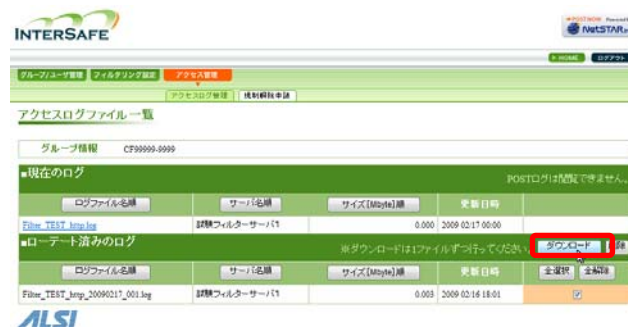 INTERSAFE
NetSTAR
HOME ログアウト
グループ/ユーザ管理 フィルタリング設定 アクセス管理
アクセスログ管理 規制解除申請
アクセスログファイル一覧
グループ情報 CF99999-9999
■現在のログ
POSTログは閲覧できません。
ログファイル名順 サーバ名順 サイズ[Mbyte]順 更新日時
Filter_TEST_http.log 試験フィルターサーバ1 0.000 2009 02/17 00:00
■ローテート済みのログ
※ダウンロードは1ファイルずつ行ってください。 ダウンロード
ログファイル名順 サーバ名順 サイズ[Mbyte]順 更新日時 全選択 全解除
Filter_TEST_http_20090217_001.log 試験フィルターサーバ1 0.003 2009 02/16 18:01
ALSI